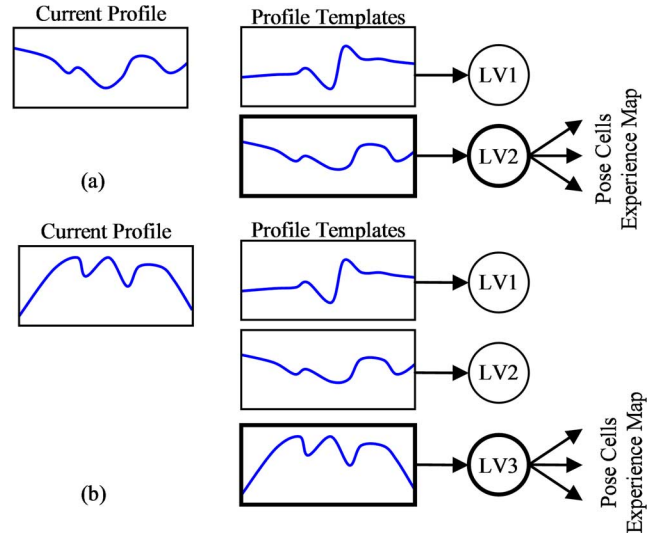 Current Profile
Profile Templates
LV1
LV2
Pose Cells
Experience Map
(a)
Current Profile
Profile Templates
LV1
LV2
LV3
Pose Cells
Experience Map
(b)